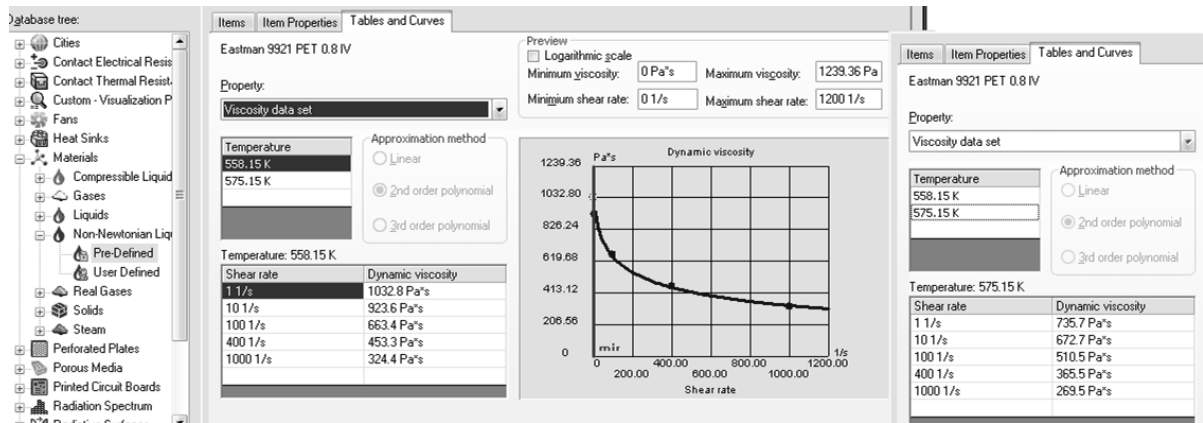 Database tree:
Cities
Contact Electrical Resis
Contact Thermal Resist
Custom - Visualization P
Fans
Heat Sinks
Materials
Compressible Liquid
Gases
Liquids
Non-Newtonian Liq
Pre-Defined
User Defined
Real Gases
Solids
Steam
Perforated Plates
Porous Media
Printed Circuit Boards
Radiation Spectrum
Items Item Properties Tables and Curves
Eastman 9921 PET 0.8 IV
Property:
Viscosity data set
Preview
Logarithmic scale
Minimum viscosity: 0 Pa*s Maximum viscosity: 1239.36 Pa
Minimium shear rate: 0 1/s Maximum shear rate: 1200 1/s
Temperature
558.15 K
575.15 K
Approximation method
Linear
2nd order polynomial
3rd order polynomial
Temperature: 558.15 K
Shear rate Dynamic viscosity
1 1/s 1032.8 Pa*s
10 1/s 923.6 Pa*s
100 1/s 663.4 Pa*s
400 1/s 453.3 Pa*s
1000 1/s 324.4 Pa*s
Pa*s Dynamic viscosity
1239.36
1032.80
826.24
619.68
413.12
206.56
0
min
0 400.00 800.00 1200.00 1/s
200.00 600.00 1000.00
Shear rate
Items Item Properties Tables and Curves
Eastman 9921 PET 0.8 IV
Property:
Viscosity data set
Temperature
558.15 K
575.15 K
Approximation method
Linear
2nd order polynomial
3rd order polynomial
Temperature: 575.15 K
Shear rate Dynamic viscosity
1 1/s 735.7 Pa*s
10 1/s 672.7 Pa*s
100 1/s 510.5 Pa*s
400 1/s 365.5 Pa*s
1000 1/s 269.5 Pa*s